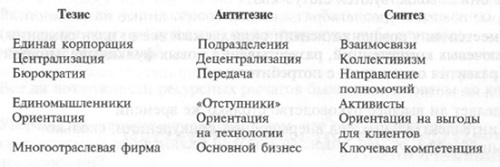 Тезис Антитезис Синтез
Единая корпорация Подразделения Взаимосвязи
Централизация Децентрализация Коллективизм
Бюрократия Передача Направление
полномочий
Единомышленники «Отступники» Активисты
Ориентация Ориентация Ориентация на выгоды
на технологии для клиентов
Многоотраслевая фирма Основной бизнес Ключевая компетенция